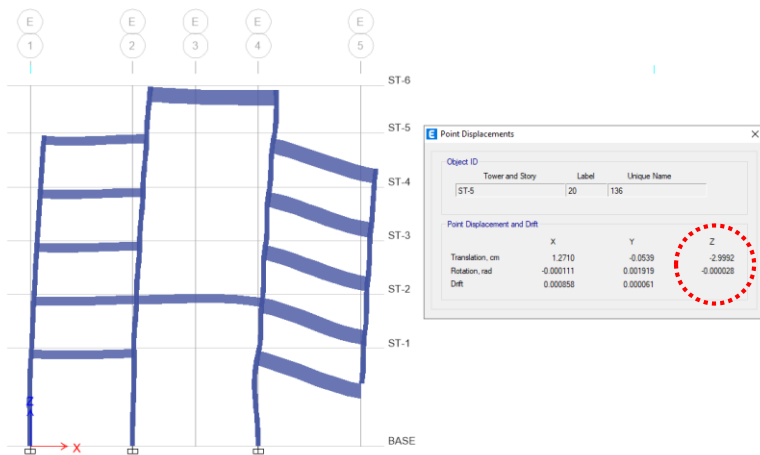 E E E E E
1 2 3 4 5
ST-6
ST-5
ST-4
ST-3
ST-2
ST-1
BASE
Z
X
E Point Displacements ×
Object ID
Tower and Story Label Unique Name
ST-5 20 136
Point Displacement and Drift
X Y Z
Translation, cm 1.2710 -0.0539 -2.9992
Rotation, rad -0.000111 0.001919 -0.000028
Drift 0.000858 0.000061